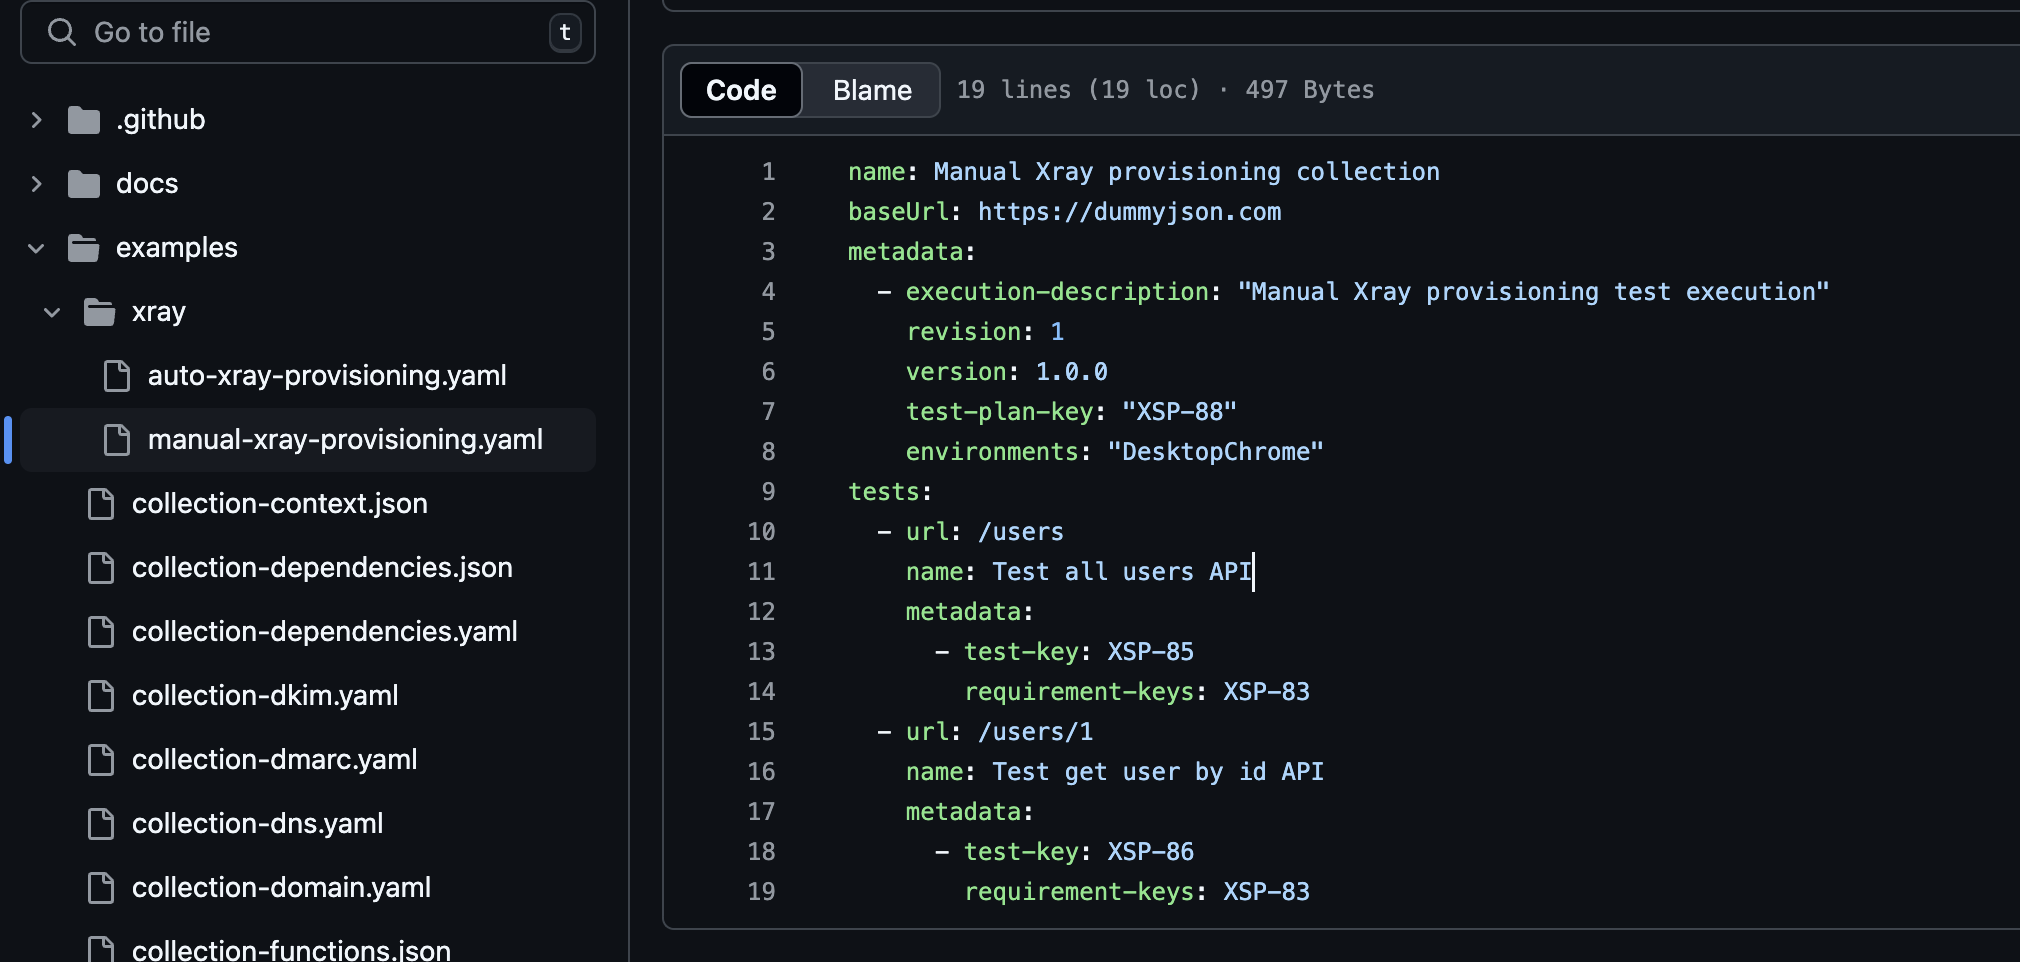 Go to file
t
.github
docs
examples
xray
auto-xray-provisioning.yaml
manual-xray-provisioning.yaml
collection-context.json
collection-dependencies.json
collection-dependencies.yaml
collection-dkim.yaml
collection-dmarc.yaml
collection-dns.yaml
collection-domain.yaml
collection-functions.json
Code Blame 19 lines (19 loc) · 497 Bytes
1 name: Manual Xray provisioning collection
2 baseUrl: https://dummyjson.com
3 metadata:
4   - execution-description: "Manual Xray provisioning test execution"
5     revision: 1
6     version: 1.0.0
7     test-plan-key: "XSP-88"
8     environments: "DesktopChrome"
9 tests:
10   - url: /users
11     name: Test all users API
12     metadata:
13       - test-key: XSP-85
14         requirement-keys: XSP-83
15   - url: /users/1
16     name: Test get user by id API
17     metadata:
18       - test-key: XSP-86
19         requirement-keys: XSP-83